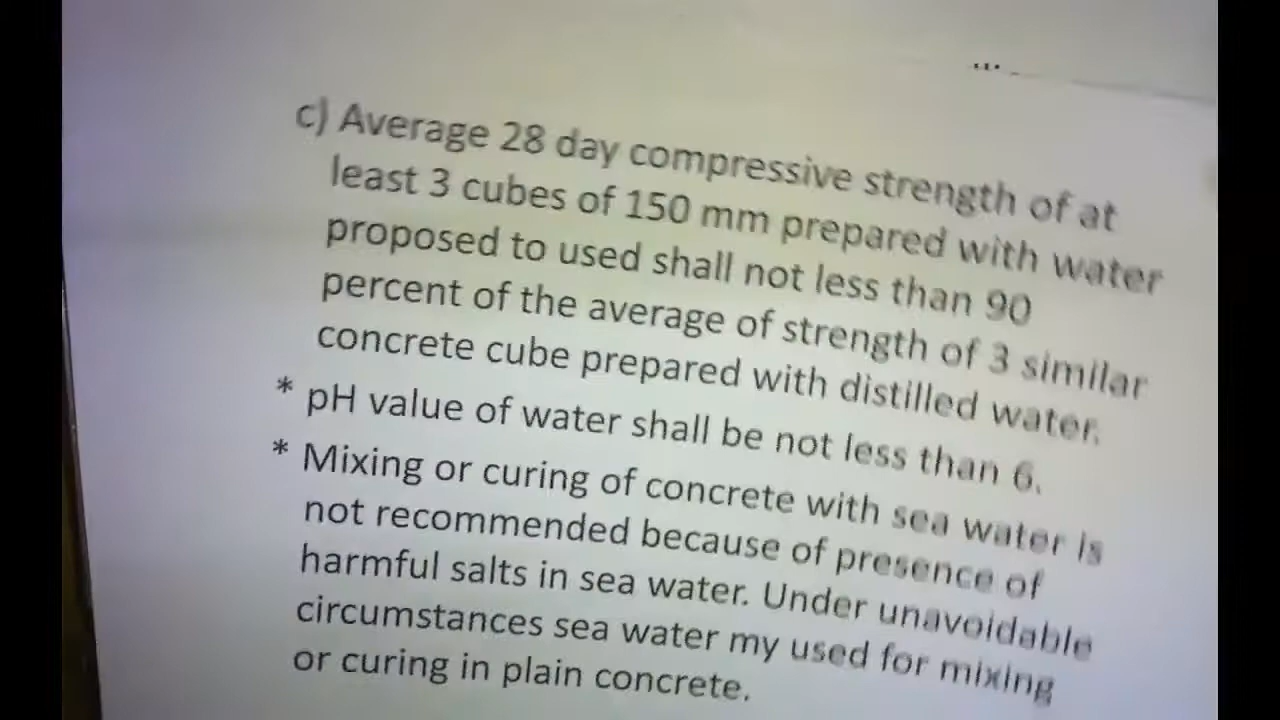 c) Average 28 day compressive strength of at
least 3 cubes of 150 mm prepared with water
proposed to used shall not less than 90
percent of the average of strength of 3 similar
concrete cube prepared with distilled water.
* pH value of water shall be not less than 6.
* Mixing or curing of concrete with sea water is
not recommended because of presence of
harmful salts in sea water. Under unavoidable
circumstances sea water my used for mixing
or curing in plain concrete.